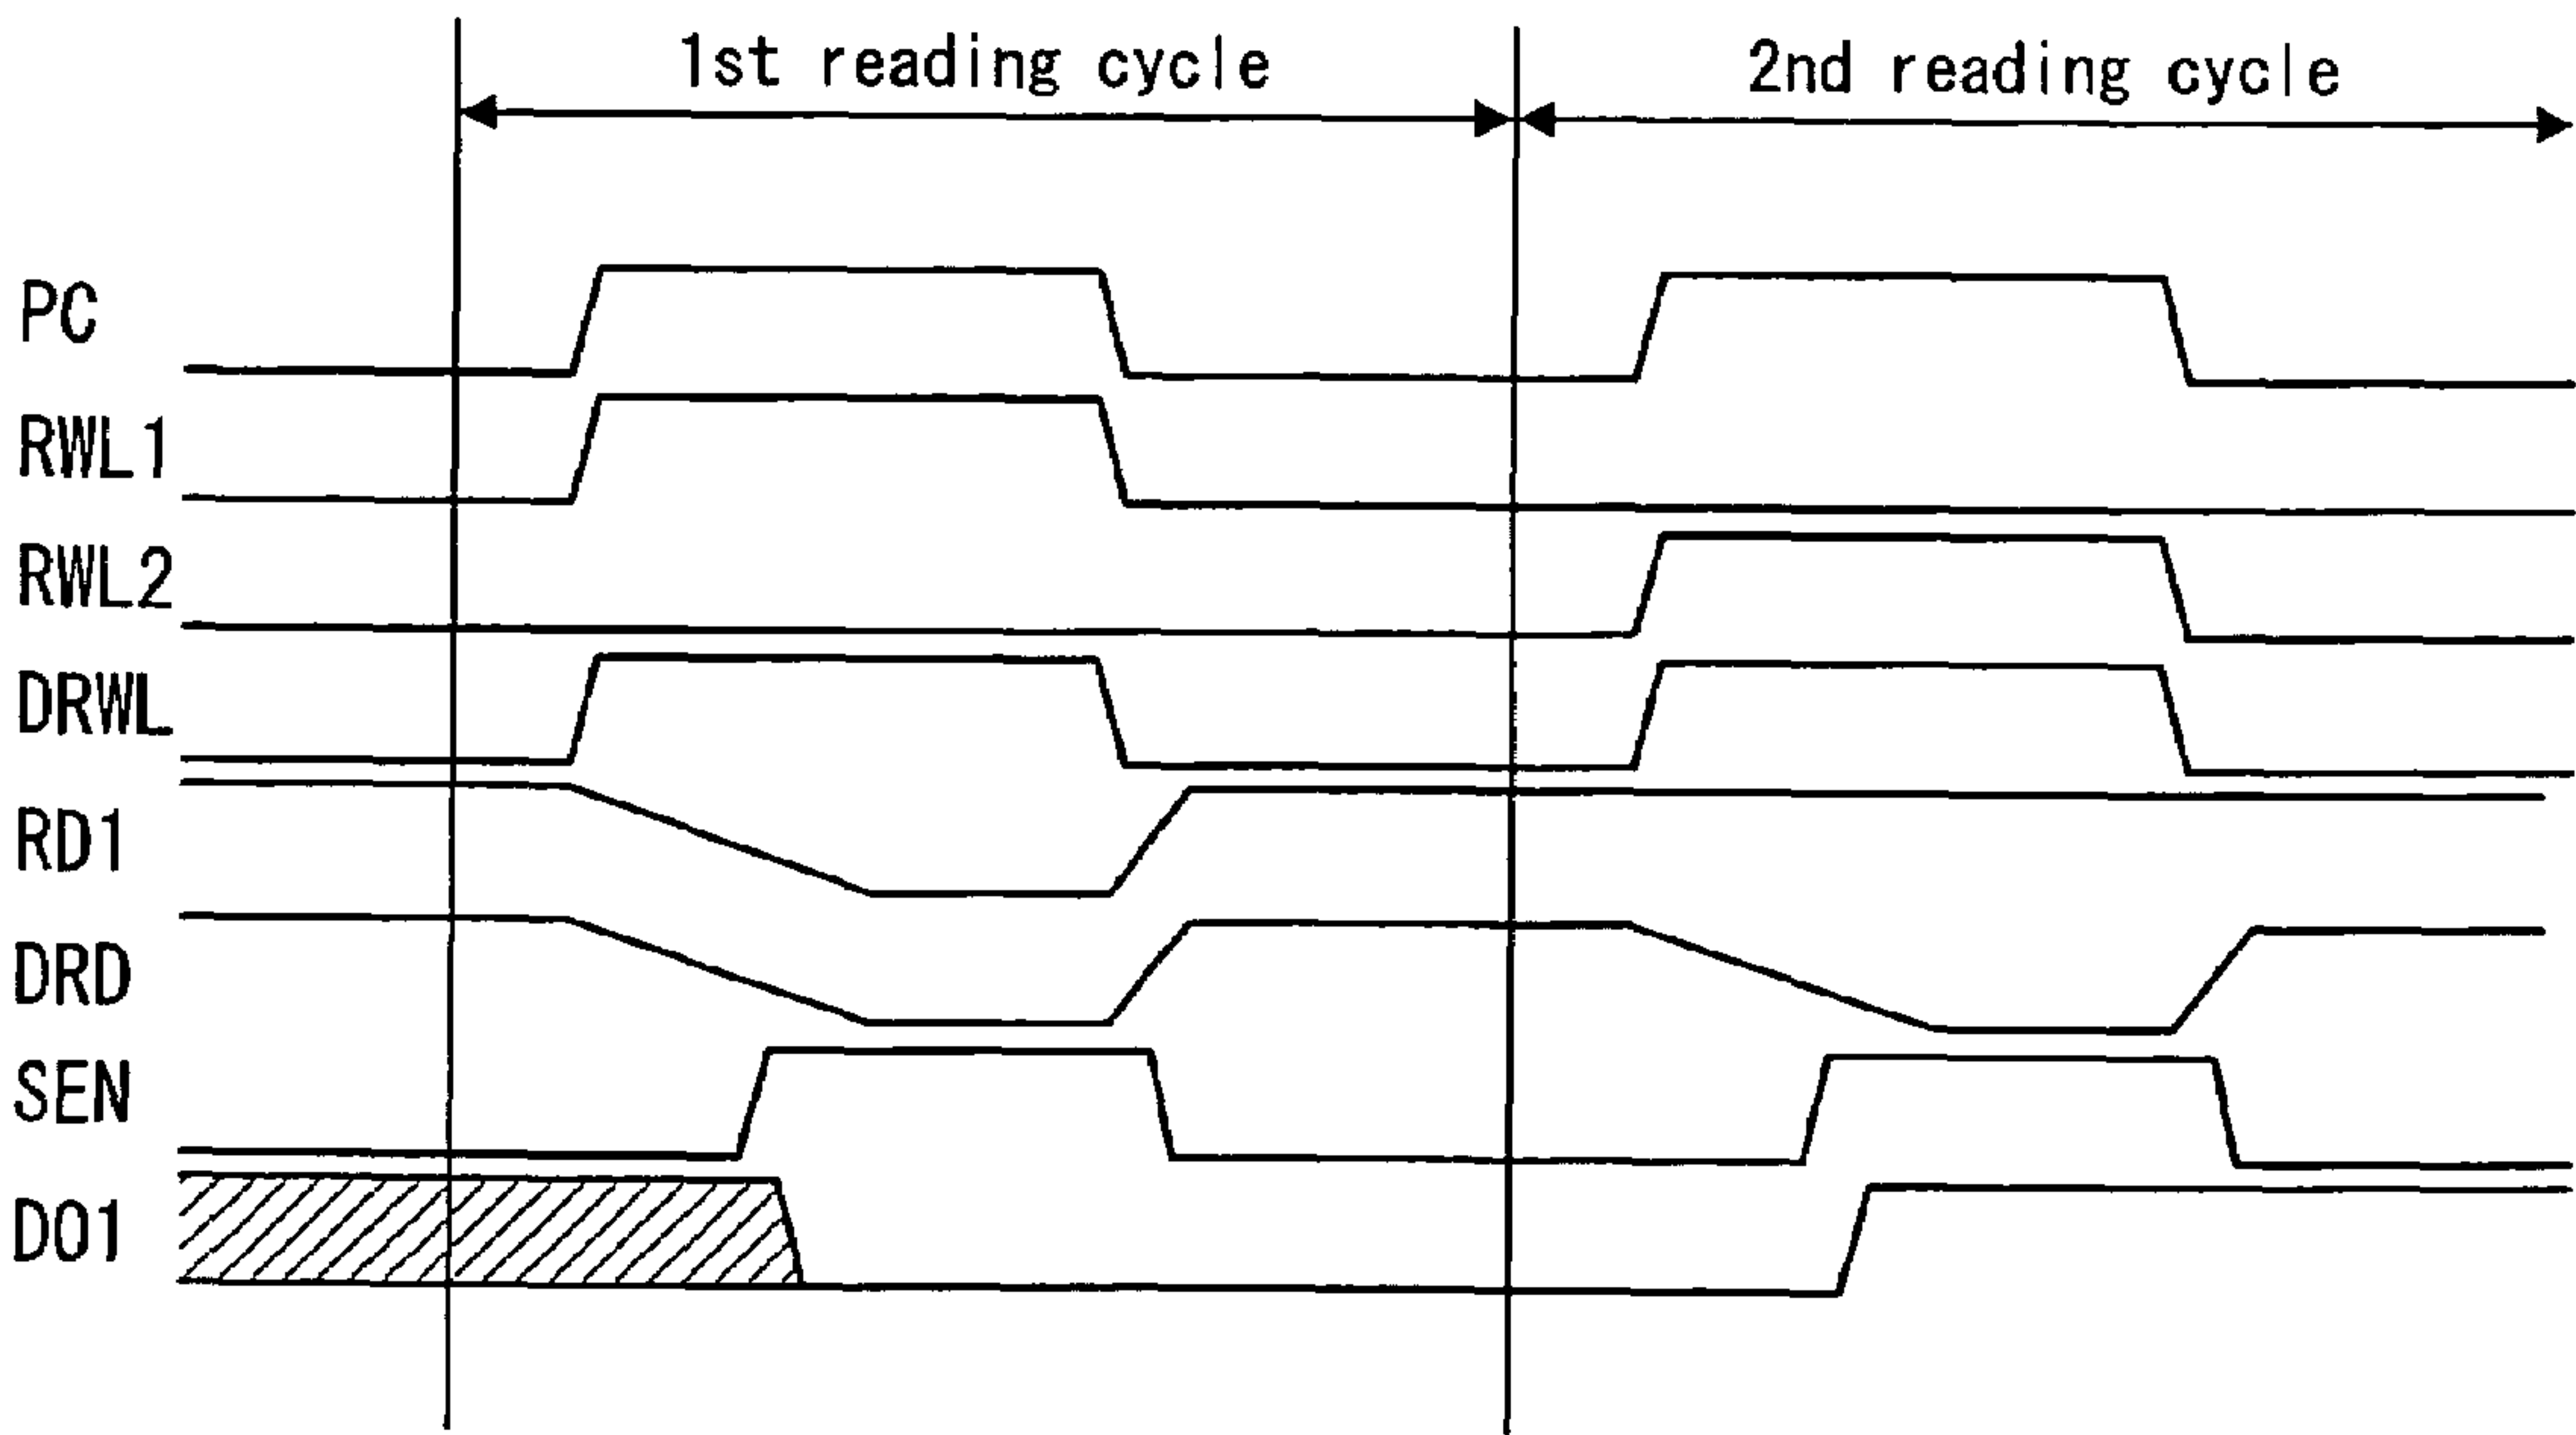 1st reading cycle
2nd reading cycle
PC
RWL1
RWL2
DRWL
RD1
DRD
SEN
DO1